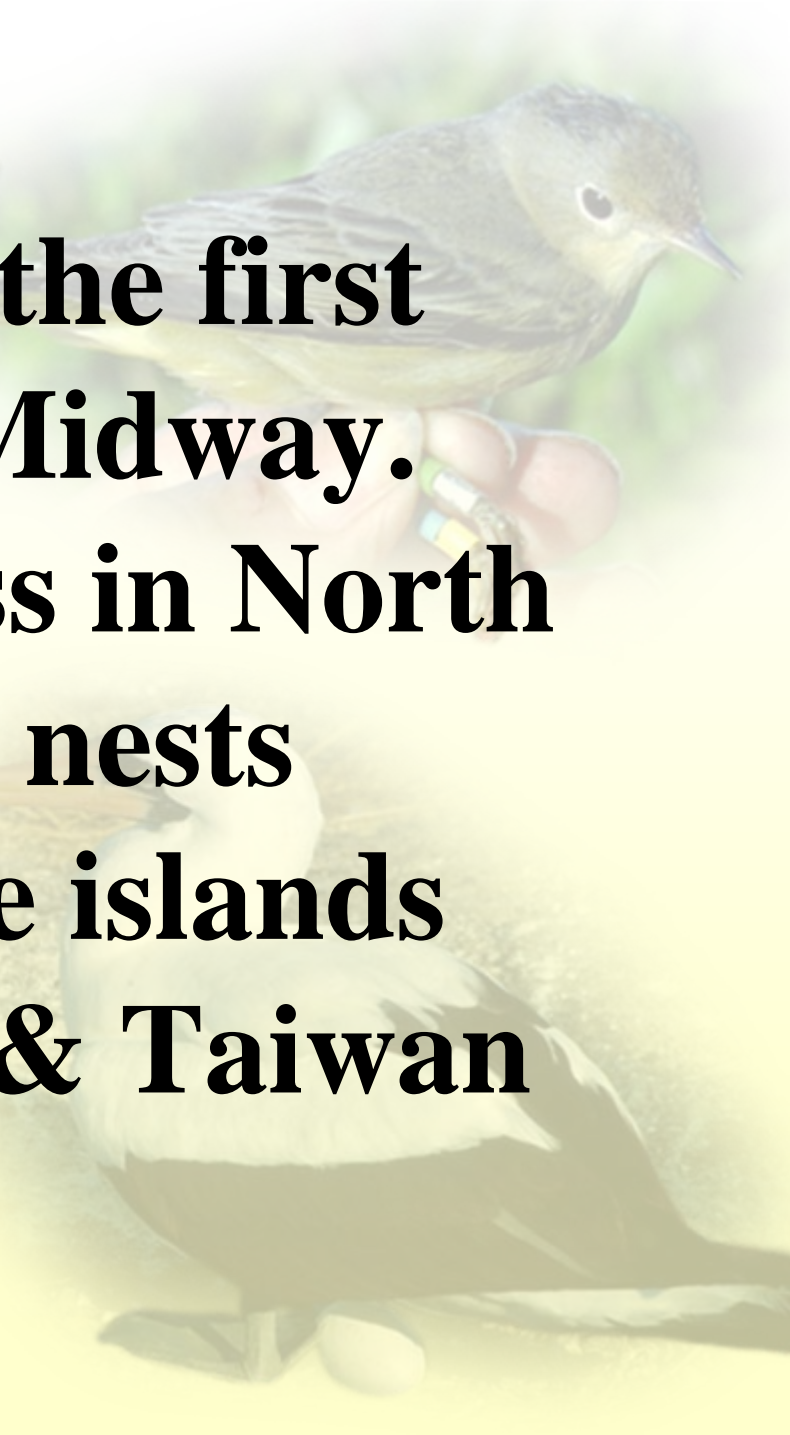 the first
Midway.
ss in North
nests
e islands
& Taiwan